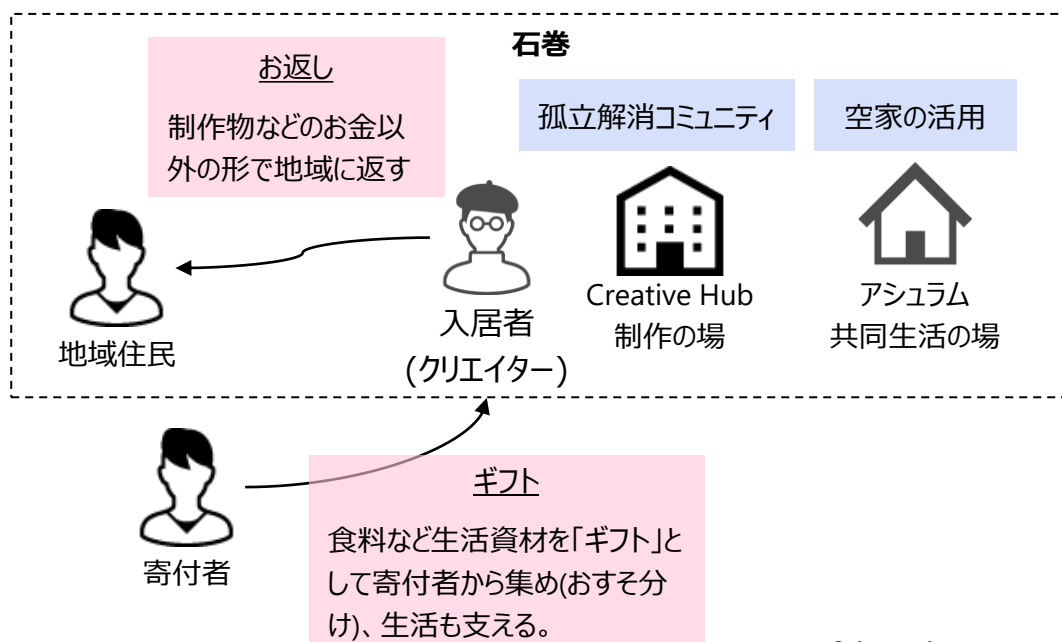 石巻
お返し
制作物などのお金以
外の形で地域に返す
孤立解消コミュニティ
空家の活用
地域住民
入居者
(クリエイター)
Creative Hub
制作の場
アシュラム
共同生活の場
寄付者
ギフト
食料など生活資材を「ギフト」と
して寄付者から集め(おすそ分
け)、生活も支える。